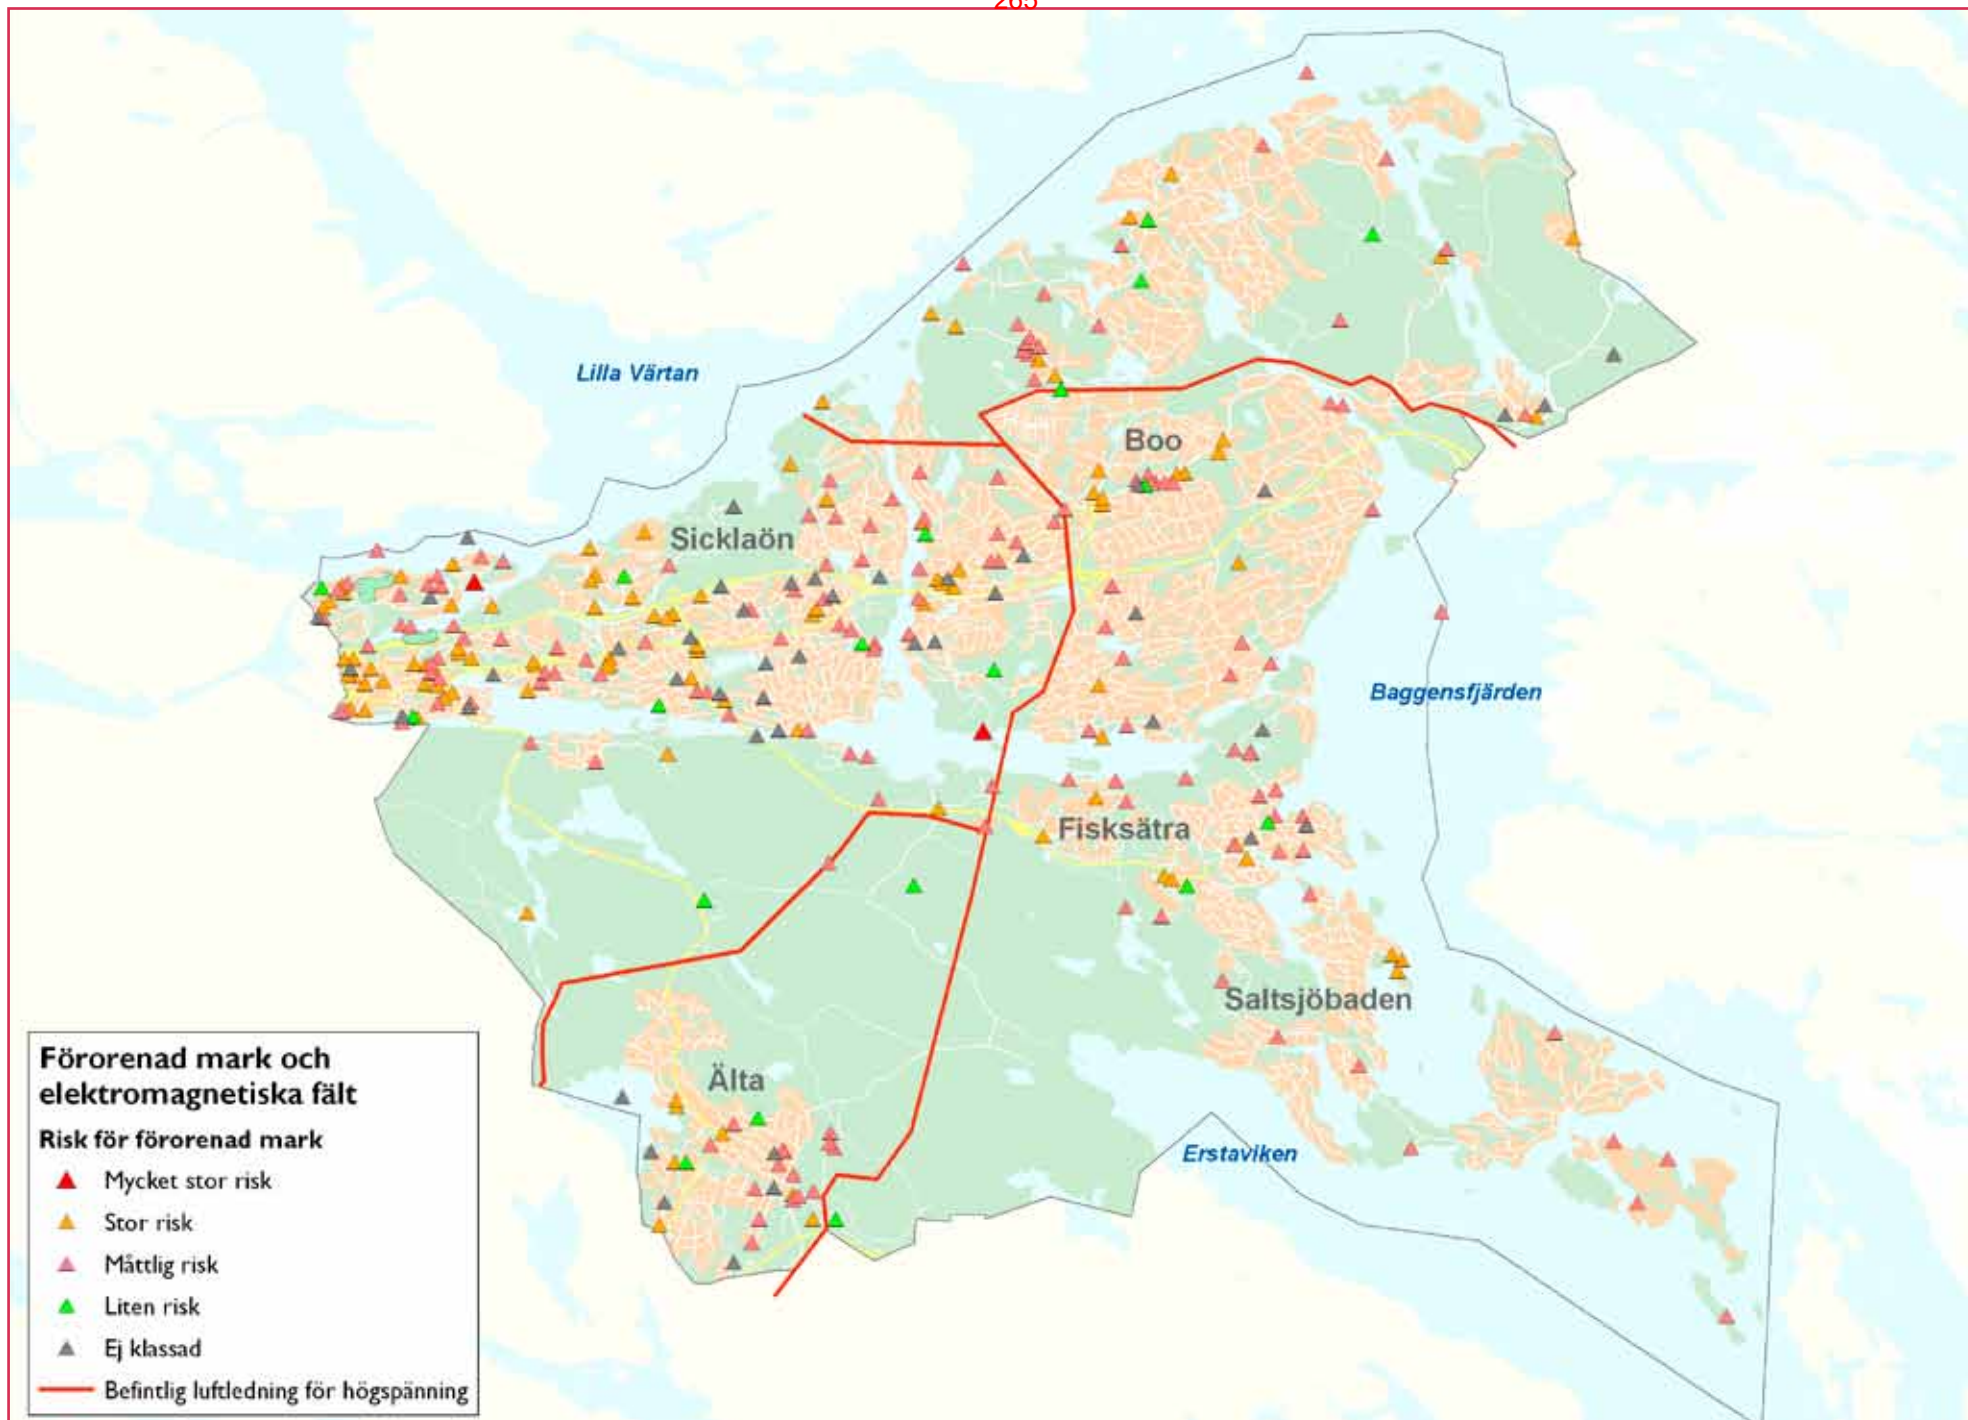 265
Lilla Värtan
Boo
Sicklaön
Baggensfjärden
Fisksätra
Saltsjöbaden
Älta
Erstaviken
Förorenad mark och
elektromagnetiska fält
Risk för förorenad mark
Mycket stor risk
Stor risk
Måttlig risk
Liten risk
Ej klassad
Befintlig luftledning för högspänning